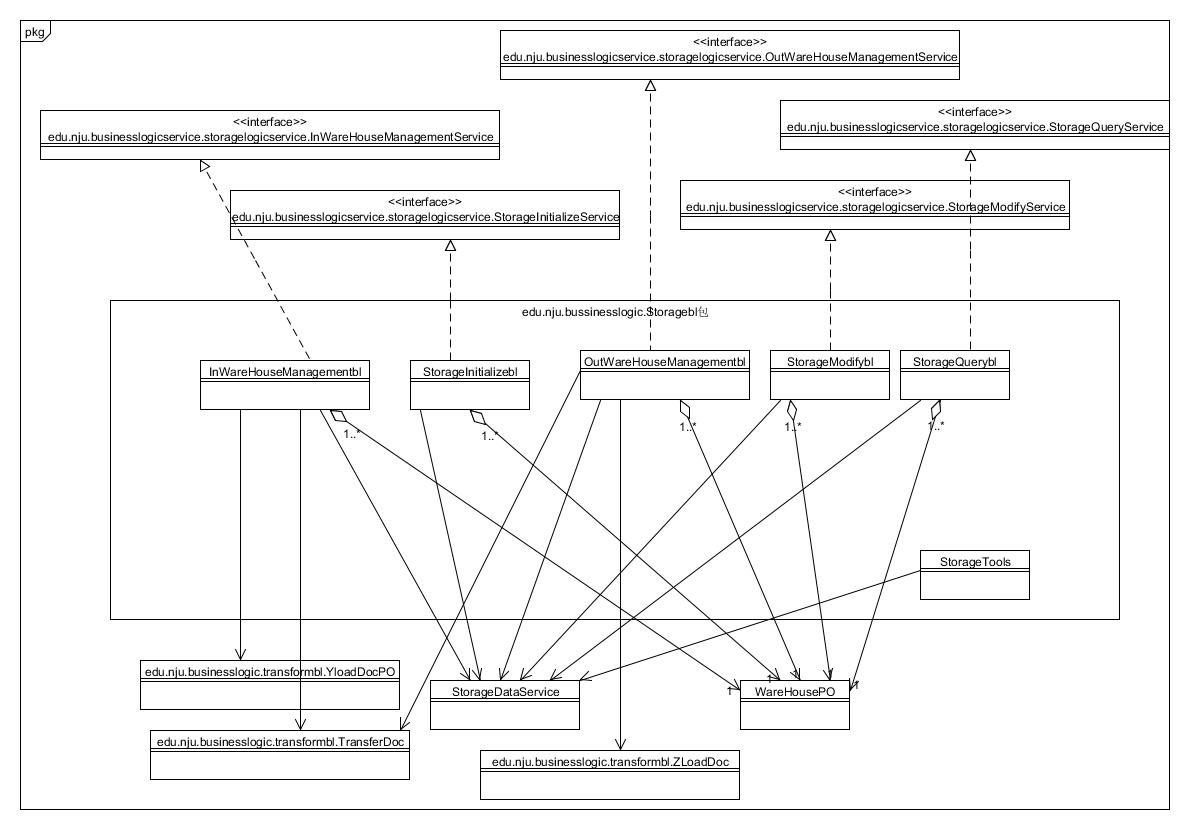 pkg
<<interface>>
edu.nju.businesslogicservice.storagelogicservice.OutWareHouseManagementService
<<interface>>
edu.nju.businesslogicservice.storagelogicservice.InWareHouseManagementService
<<interface>>
edu.nju.businesslogicservice.storagelogicservice.StorageQueryService
<<interface>>
edu.nju.businesslogicservice.storagelogicservice.StorageInitializeService
<<interface>>
edu.nju.businesslogicservice.storagelogicservice.StorageModifyService
edu.nju.bussinesslogic.Storagebl包
InWareHouseManagementbl
StorageInitializebl
OutWareHouseManagementbl
StorageModifybl
StorageQuerybl
1..*
1..*
1..*
1..*
1..*
StorageTools
edu.nju.businesslogic.transformbl.YloadDocPO
StorageDataService
WareHousePO
1
1
1
1
1
edu.nju.businesslogic.transformbl.TransferDoc
edu.nju.businesslogic.transformbl.ZLoadDoc